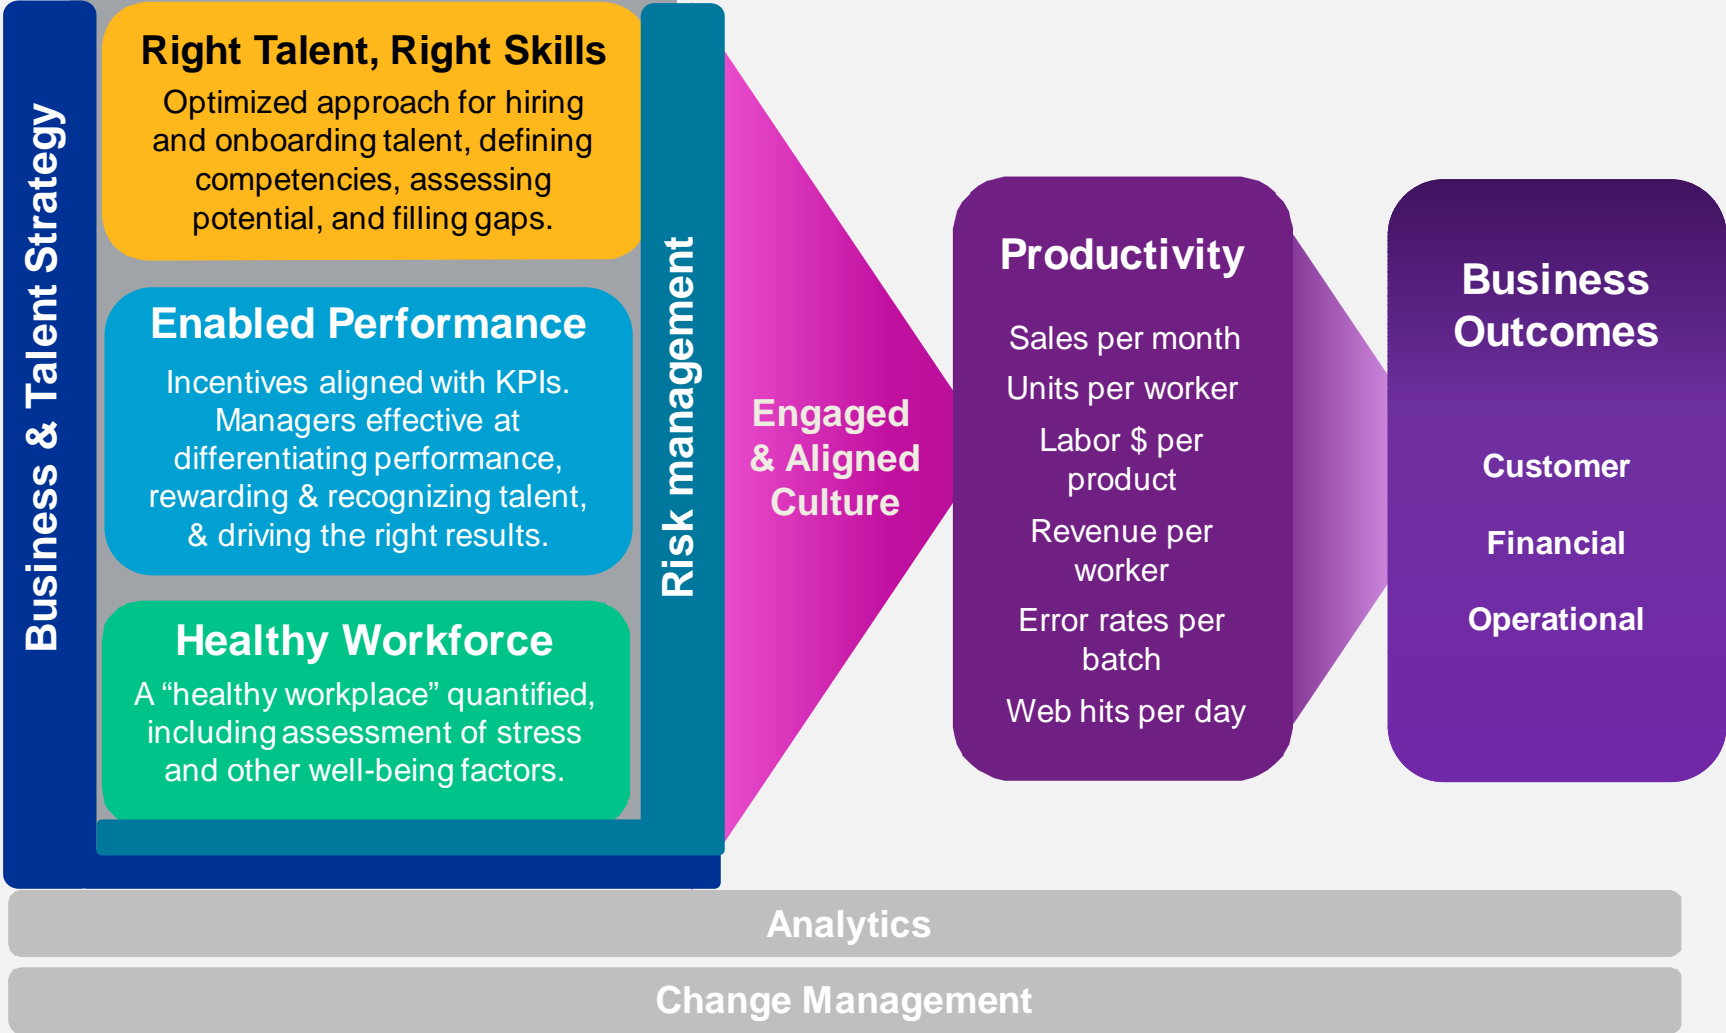 Business & Talent Strategy
Right Talent, Right Skills
Optimized approach for hiring
and onboarding talent, defining
competencies, assessing
potential, and filling gaps.
Enabled Performance
Incentives aligned with KPIs.
Managers effective at
differentiating performance,
rewarding & recognizing talent,
& driving the right results.
Healthy Workforce
A “healthy workplace” quantified,
including assessment of stress
and other well-being factors.
Risk management
Engaged
& Aligned
Culture
Productivity
Sales per month
Units per worker
Labor $ per
product
Revenue per
worker
Error rates per
batch
Web hits per day
Business
Outcomes
Customer
Financial
Operational
Analytics
Change Management